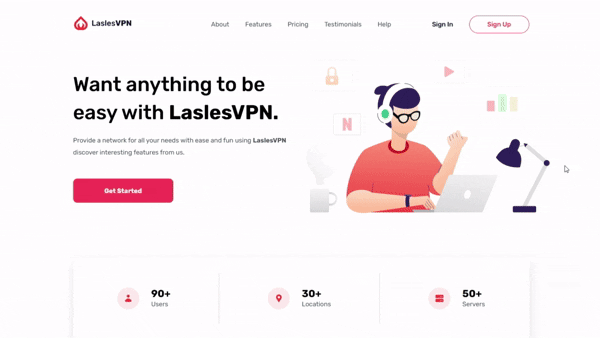 LaslesVPN
About Features Pricing Testimonials Help Sign In Sign Up
Want anything to be
easy with LaslesVPN.
Provide a network for all your needs with ease and fun using LaslesVPN
discover interesting features from us.
N
Get Started
90+
Users
30+
Locations
50+
Servers